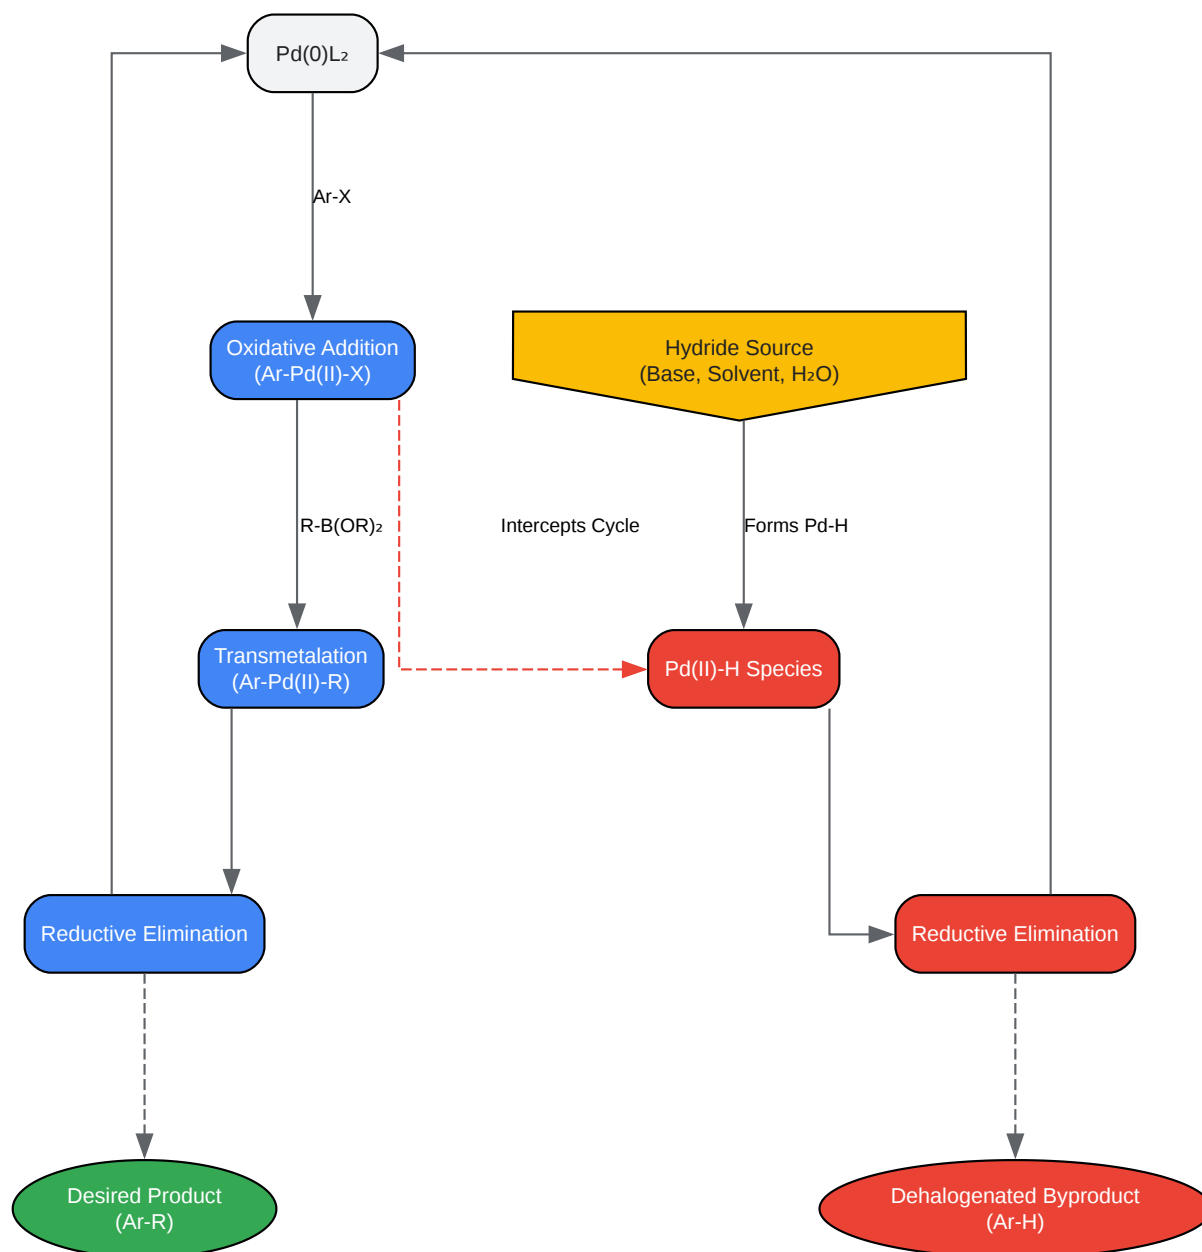 Pd(0)L₂
Ar-X
Oxidative Addition
(Ar-Pd(II)-X)
Hydride Source
(Base, Solvent, H₂O)
R-B(OR)₂
Intercepts Cycle
Forms Pd-H
Transmetalation
(Ar-Pd(II)-R)
Pd(II)-H Species
Reductive Elimination
Reductive Elimination
Desired Product
(Ar-R)
Dehalogenated Byproduct
(Ar-H)